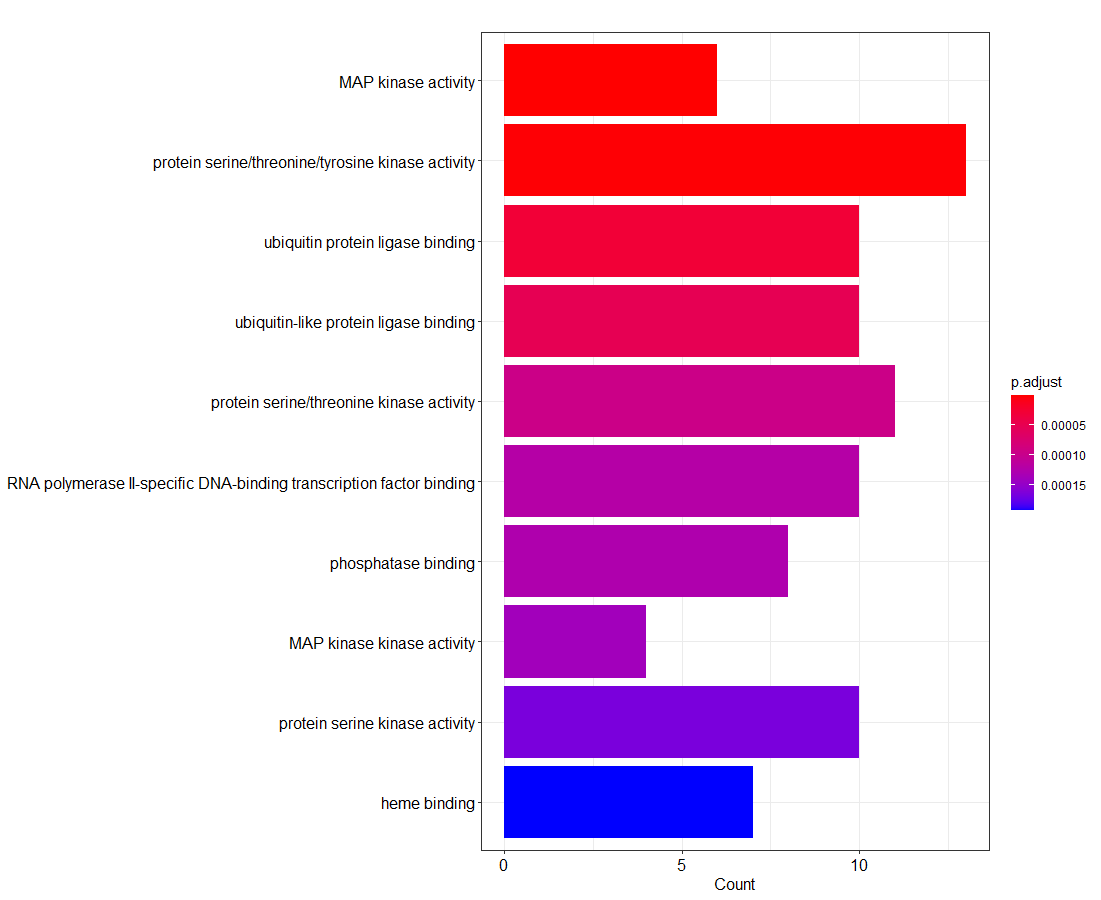 MAP kinase activity
protein serine/threonine/tyrosine kinase activity
ubiquitin protein ligase binding
ubiquitin-like protein ligase binding
protein serine/threonine kinase activity
RNA polymerase II-specific DNA-binding transcription factor binding
phosphatase binding
MAP kinase kinase activity
protein serine kinase activity
heme binding
0 5 10
Count
p.adjust
0.00005
0.00010
0.00015